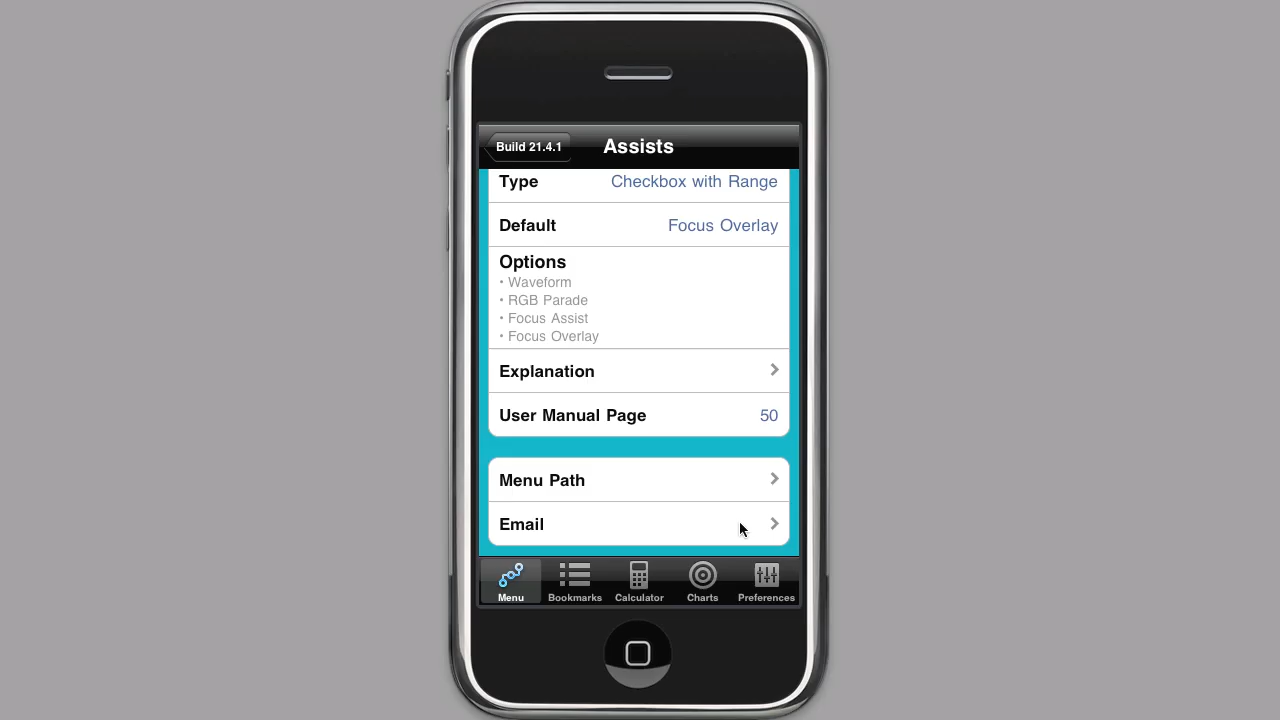 Build 21.4.1 Assists
Type Checkbox with Range
Default Focus Overlay
Options
• Waveform
• RGB Parade
• Focus Assist
• Focus Overlay
Explanation
User Manual Page 50
Menu Path
Email
Menu Bookmarks Calculator Charts Preferences